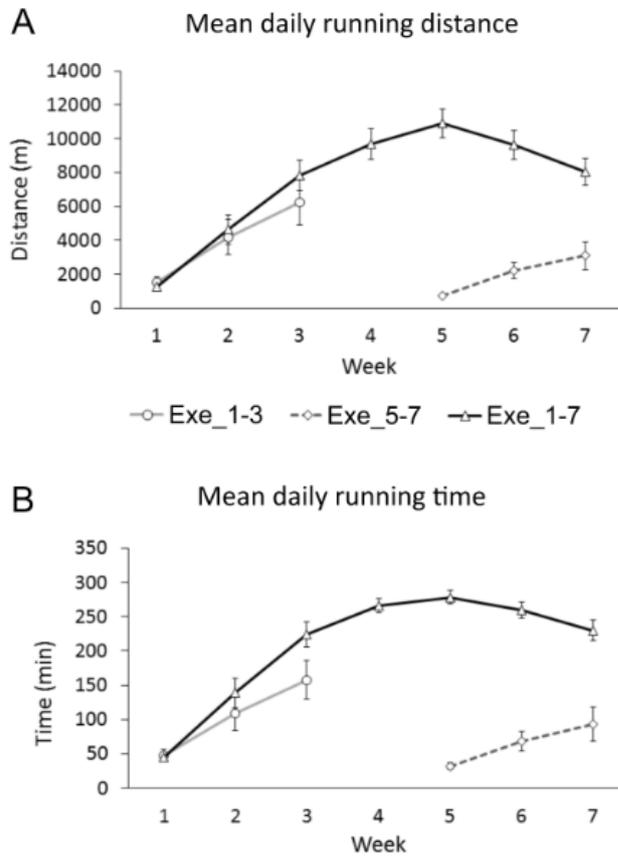 A
Mean daily running distance
14000
12000
10000
8000
6000
4000
2000
0
Distance (m)
1 2 3 4 5 6 7
Week
Exe_1-3 Exe_5-7 Exe_1-7
B
Mean daily running time
350
300
250
200
150
100
50
0
Time (min)
1 2 3 4 5 6 7
Week